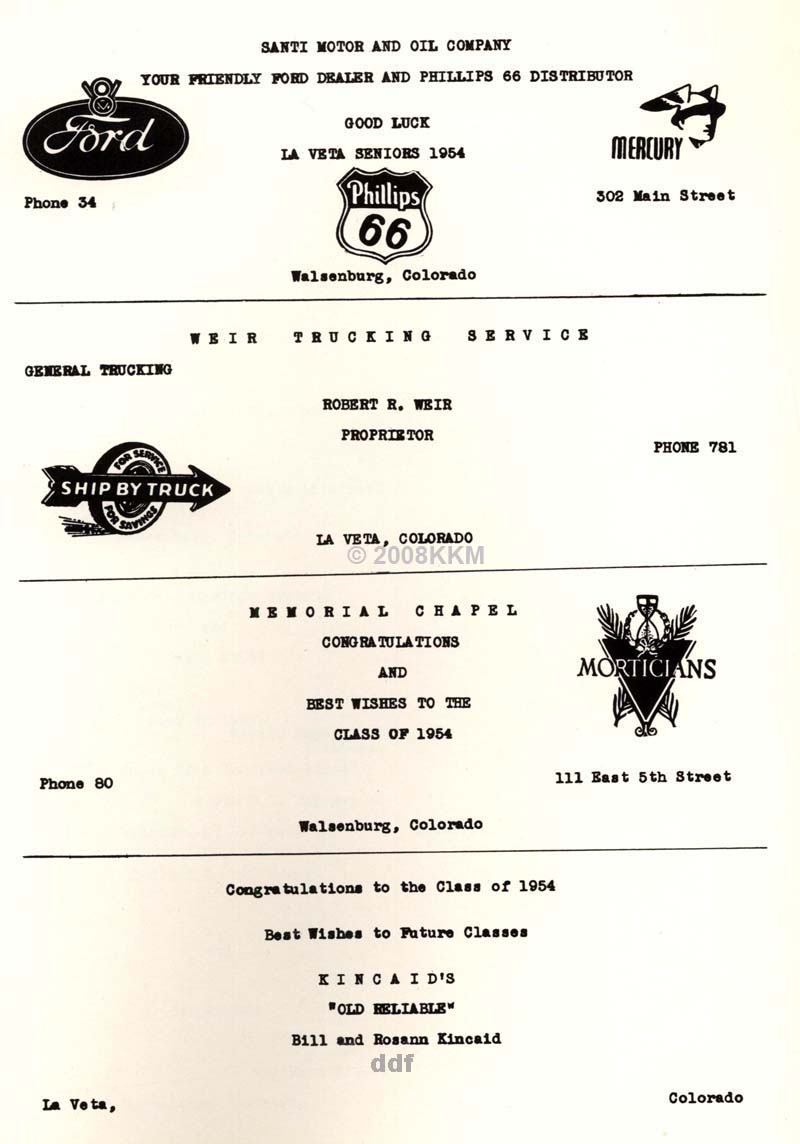 SANTI MOTOR AND OIL COMPANY
YOUR FRIENDLY FORD DEALER AND PHILLIPS 66 DISTRIBUTOR
V8
Ford
GOOD LUCK
LA VETA SENIORS 1954
MERCURY
Phone 34
Phillips
66
302 Main Street
Walsenburg, Colorado
WEIR TRUCKING SERVICE
GENERAL TRUCKING
ROBERT R. WEIR
PROPRIETOR
PHONE 781
FOR SERVICE
SHIP BY TRUCK
FOR SAVINGS
LA VETA, COLORADO
© 2008KKM
MEMORIAL CHAPEL
CONGRATULATIONS
AND
BEST WISHES TO THE
CLASS OF 1954
MORTICIANS
Phone 80
111 East 5th Street
Walsenburg, Colorado
Congratulations to the Class of 1954
Best Wishes to Future Classes
KINCAID'S
"OLD RELIABLE"
Bill and Rosann Kincaid
ddf
La Veta,
Colorado